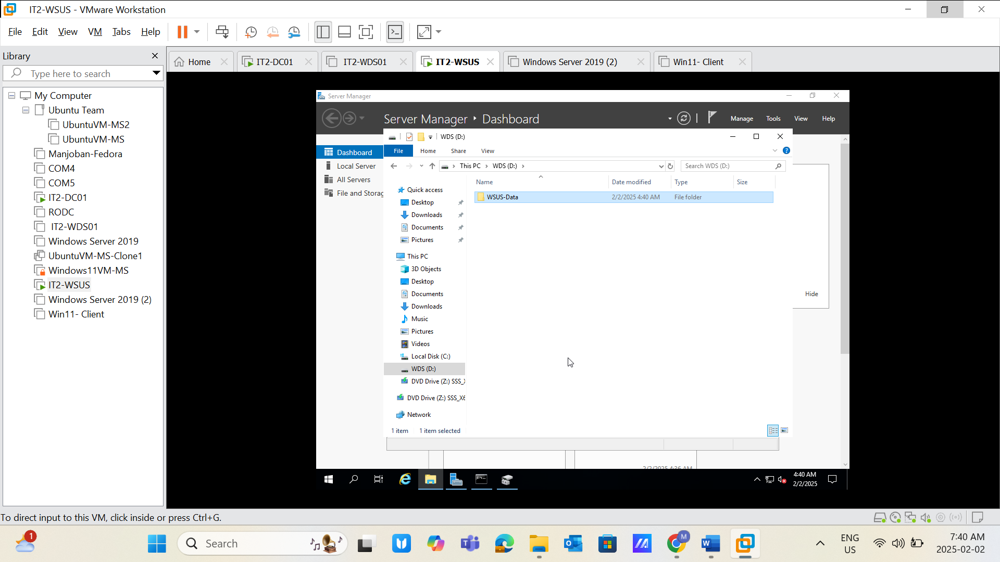 IT2-WSUS - VMware Workstation
File Edit View VM Tabs Help
Library
Type here to search
My Computer
Ubuntu Team
UbuntuVM-MS2
UbuntuVM-MS
Manjoban-Fedora
COM4
COM5
IT2-DC01
RODC
IT2-WDS01
Windows Server 2019
UbuntuVM-MS-Clone1
Windows11VM-MS
IT2-WSUS
Windows Server 2019 (2)
Win11- Client
Home IT2-DC01 IT2-WDS01 IT2-WSUS Windows Server 2019 (2) Win11- Client
Server Manager
Server Manager Dashboard
Manage Tools View Help
Dashboard
Local Server
All Servers
File and Storag
WDS (D:)
File Home Share View
This PC WDS (D:)
Search WDS (D:)
Name Date modified Type Size
WSUS-Data 2/2/2025 4:40 AM File folder
Quick access
Desktop
Downloads
Documents
Pictures
This PC
3D Objects
Desktop
Documents
Downloads
Music
Pictures
Videos
Local Disk (C:)
WDS (D:)
DVD Drive (Z:) SSS_X
DVD Drive (Z:) SSS_X6
Network
1 item 1 item selected
Hide
2/2/2025 4:36 AM
4:40 AM
2/2/2025
To direct input to this VM, click inside or press Ctrl+G.
1
Search
M
ENG
US
7:40 AM
2025-02-02